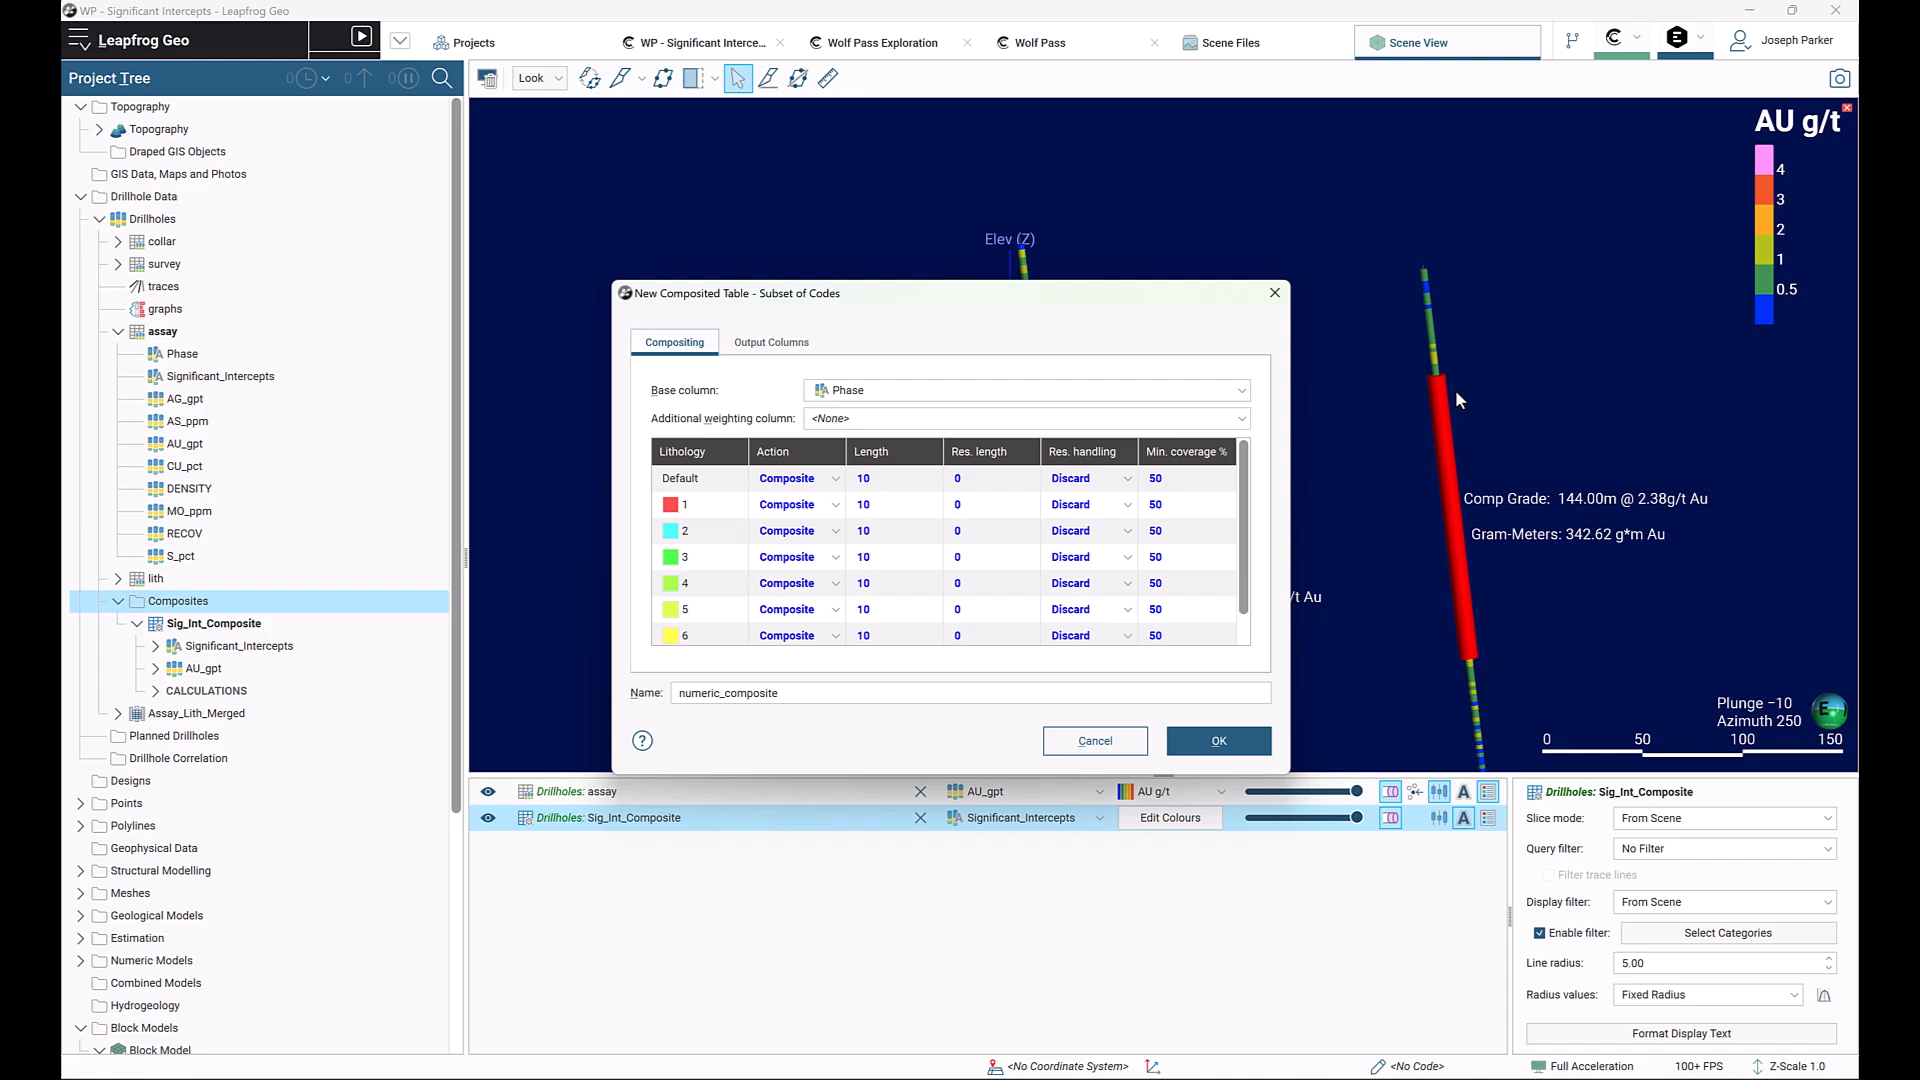 WP - Significant Intercepts - Leapfrog Geo
Leapfrog Geo
Projects
WP - Significant Interce...
Wolf Pass Exploration
Wolf Pass
Scene Files
Scene View
Joseph Parker
Project Tree
0
0
0
Look
Topography
Topography
Draped GIS Objects
GIS Data, Maps and Photos
Drillhole Data
Drillholes
collar
survey
traces
graphs
assay
Phase
Significant_Intercepts
AG_gpt
AS_ppm
AU_gpt
CU_pct
DENSITY
MO_ppm
RECOV
S_pct
lith
Composites
Sig_Int_Composite
Significant_Intercepts
AU_gpt
CALCULATIONS
Assay_Lith_Merged
Planned Drillholes
Drillhole Correlation
Designs
Points
Polylines
Geophysical Data
Structural Modelling
Meshes
Geological Models
Estimation
Numeric Models
Combined Models
Hydrogeology
Block Models
Block Model
Elev (Z)
AU g/t
4
3
2
1
0.5
Comp Grade: 144.00m @ 2.38g/t Au
Gram-Meters: 342.62 g*m Au
/t Au
Plunge −10
Azimuth 250
0 50 100 150
New Composited Table - Subset of Codes
Compositing Output Columns
Base column: Phase
Additional weighting column: <None>
Lithology Action Length Res. length Res. handling Min. coverage %
Default Composite 10 0 Discard 50
1 Composite 10 0 Discard 50
2 Composite 10 0 Discard 50
3 Composite 10 0 Discard 50
4 Composite 10 0 Discard 50
5 Composite 10 0 Discard 50
6 Composite 10 0 Discard 50
Name: numeric_composite
? Cancel OK
Drillholes: assay AU_gpt AU g/t
Drillholes: Sig_Int_Composite Significant_Intercepts Edit Colours
Drillholes: Sig_Int_Composite
Slice mode: From Scene
Query filter: No Filter
Filter trace lines
Display filter: From Scene
Enable filter: Select Categories
Line radius: 5.00
Radius values: Fixed Radius
Format Display Text
<No Coordinate System>
<No Code>
Full Acceleration
100+ FPS
Z-Scale 1.0